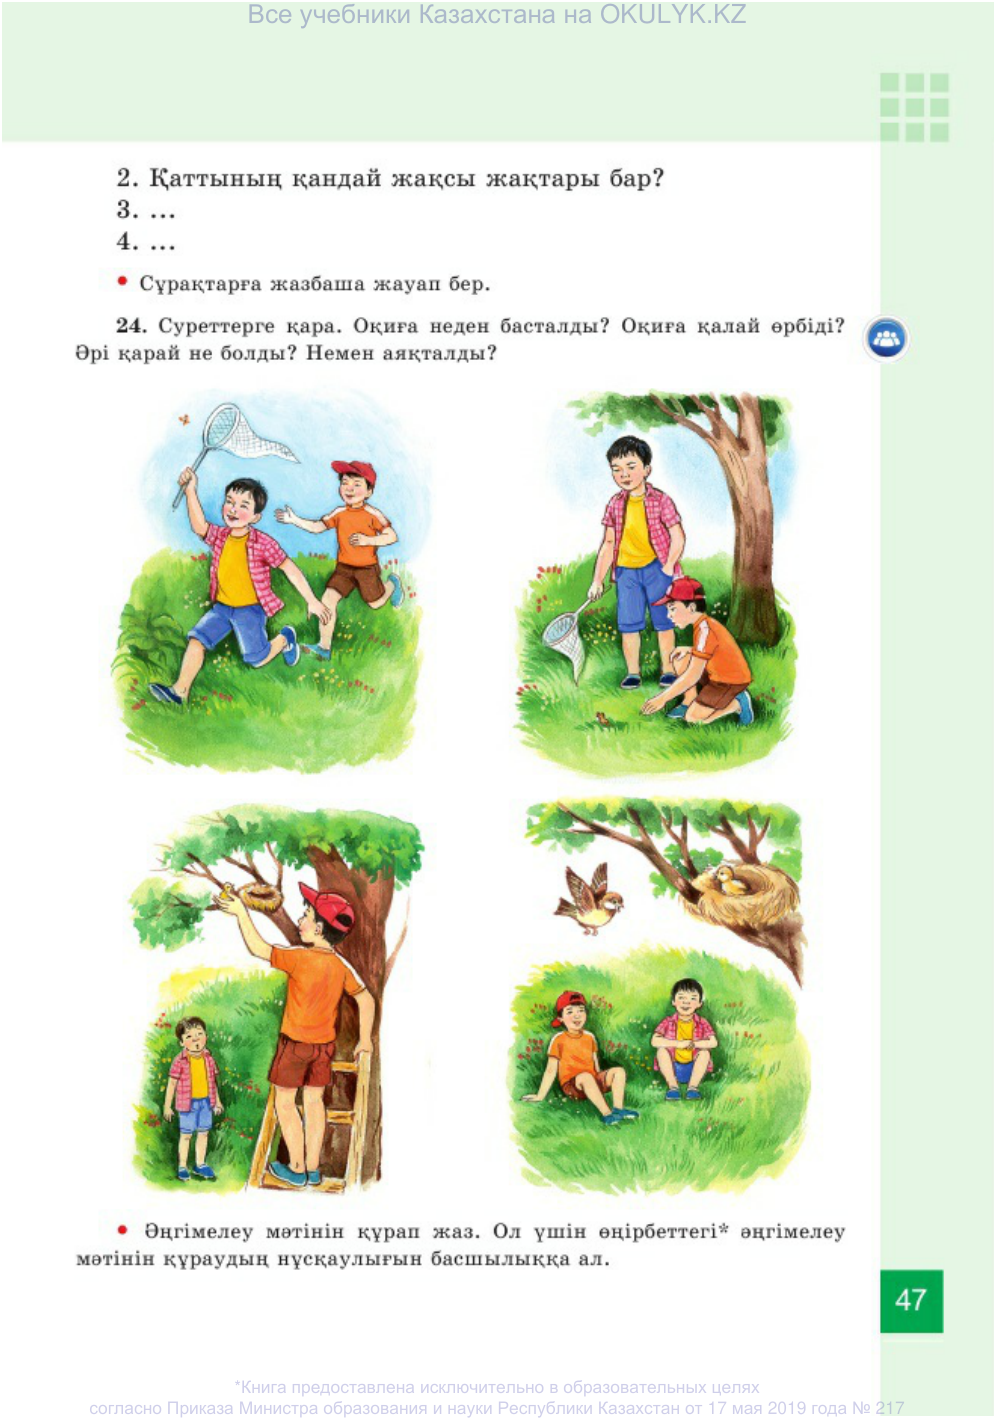 Все учебники Казахстана на OKULYK.KZ
2. Қаттының қандай жақсы жақтары бар?
3. ...
4. ...
• Сұрақтарға жазбаша жауап бер.
24. Суреттерге қара. Оқиға неден басталды? Оқиға қалай өрбіді?
Әрі қарай не болды? Немен аяқталды?
• Әңгімелеу мәтінін құрап жаз. Ол үшін өңірбеттегі* әңгімелеу
мәтінін құраудың нұсқаулығын басшылыққа ал.
47
*Книга предоставлена исключительно в образовательных целях
согласно Приказа Министра образования и науки Республики Казахстан от 17 мая 2019 года № 217